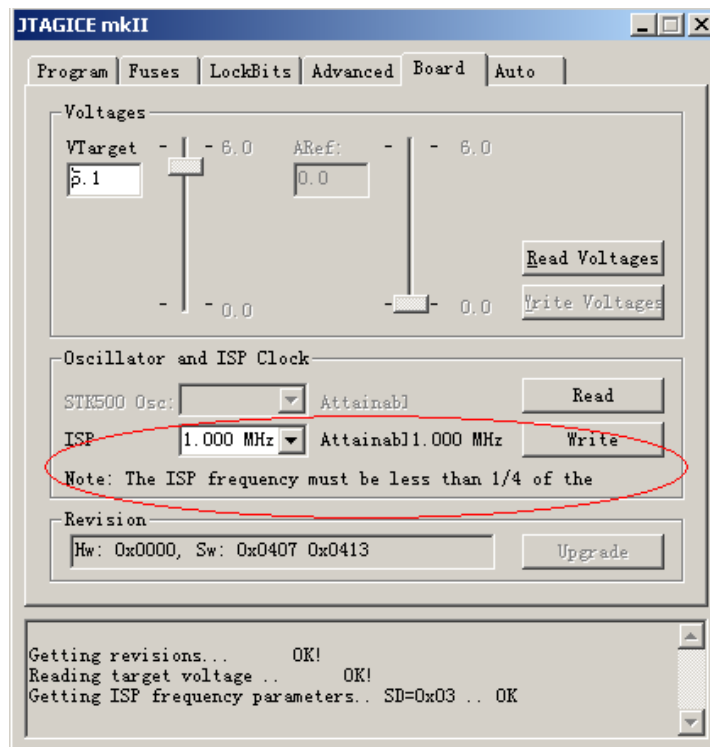 JTAGICE mkII
Program Fuses LockBits Advanced Board Auto
Voltages
VTarget - - 6.0 ARef: - - 6.0
5.1 0.0
Read Voltages
- - 0.0 - - 0.0 Write Voltages
Oscillator and ISP Clock
STK500 Osc: Attainabl Read
ISP 1.000 MHz Attainabl 1.000 MHz Write
Note: The ISP frequency must be less than 1/4 of the
Revision
Hw: 0x0000, Sw: 0x0407 0x0413 Upgrade
Getting revisions... OK!
Reading target voltage .. OK!
Getting ISP frequency parameters.. SD=0x03 .. OK